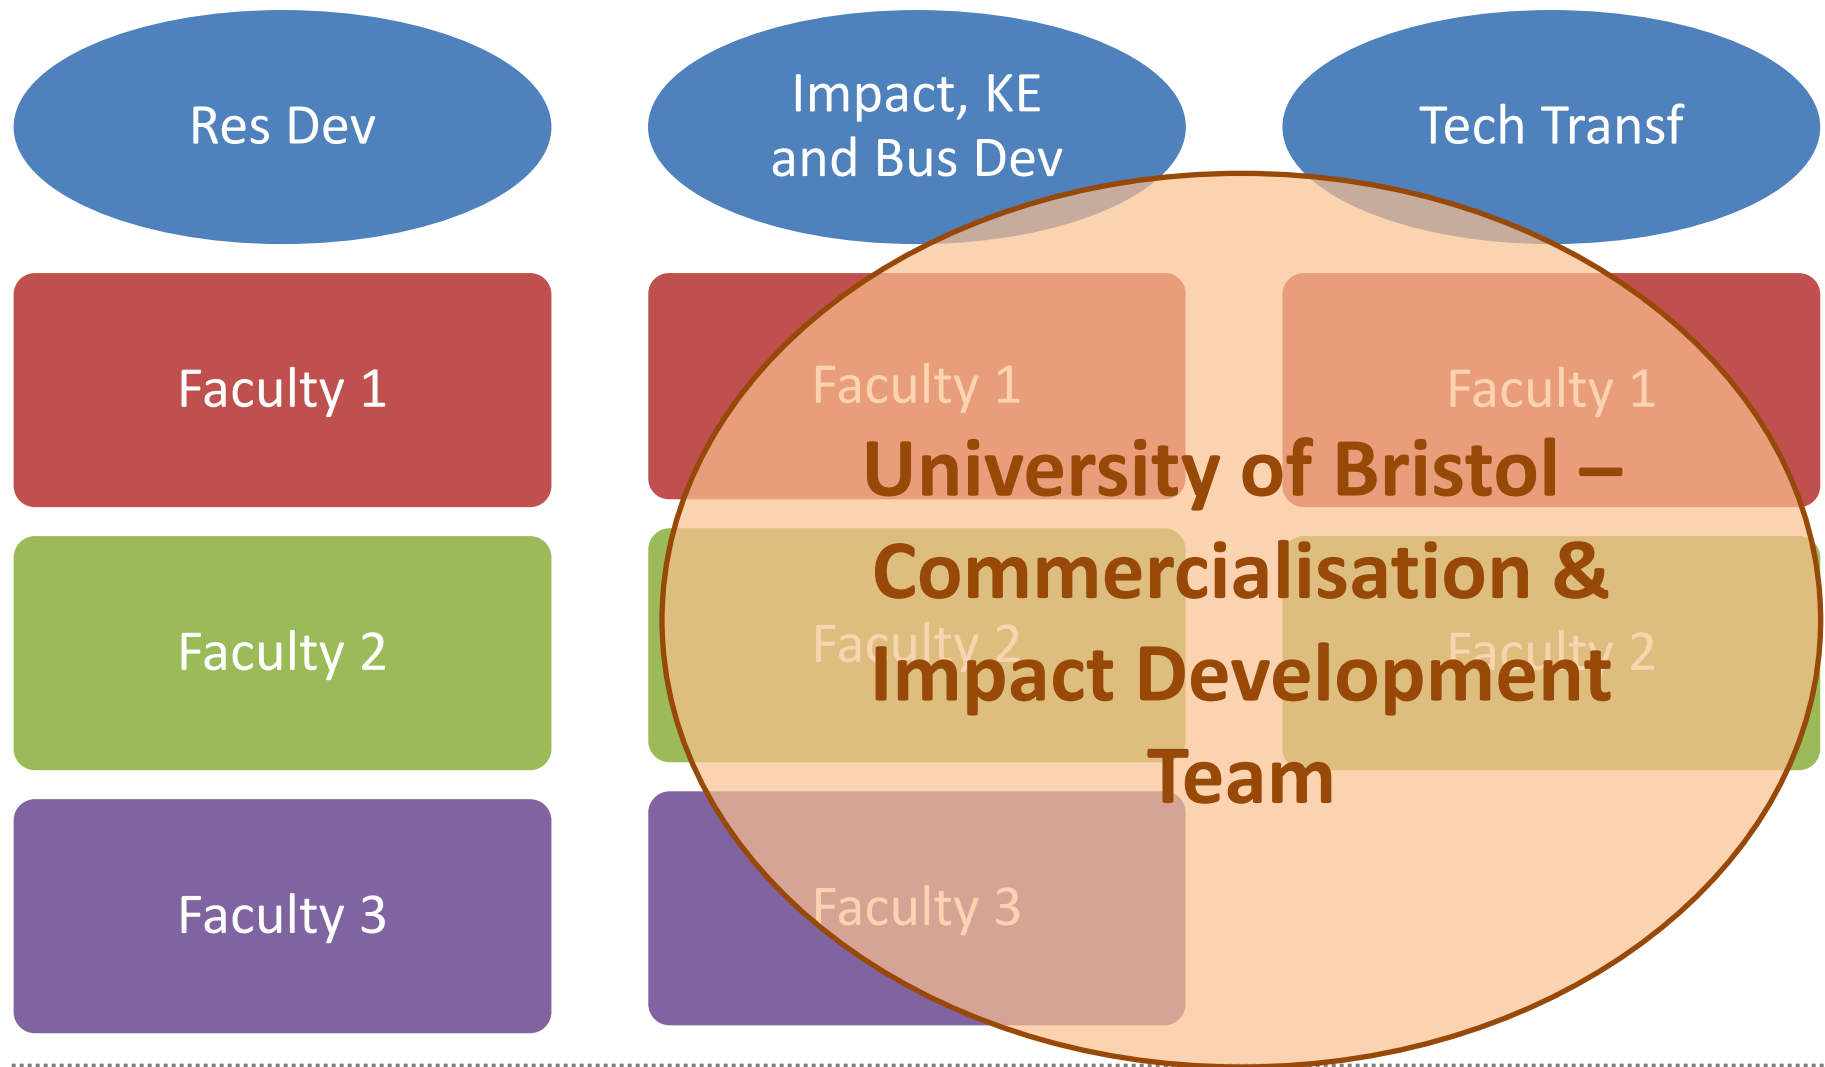 Res Dev
Impact, KE
and Bus Dev
Tech Transf
Faculty 1
Faculty 1
Faculty 1
Faculty 2
Faculty 2
Faculty 2
Faculty 3
Faculty 3
University of Bristol –
Commercialisation &
Impact Development
Team